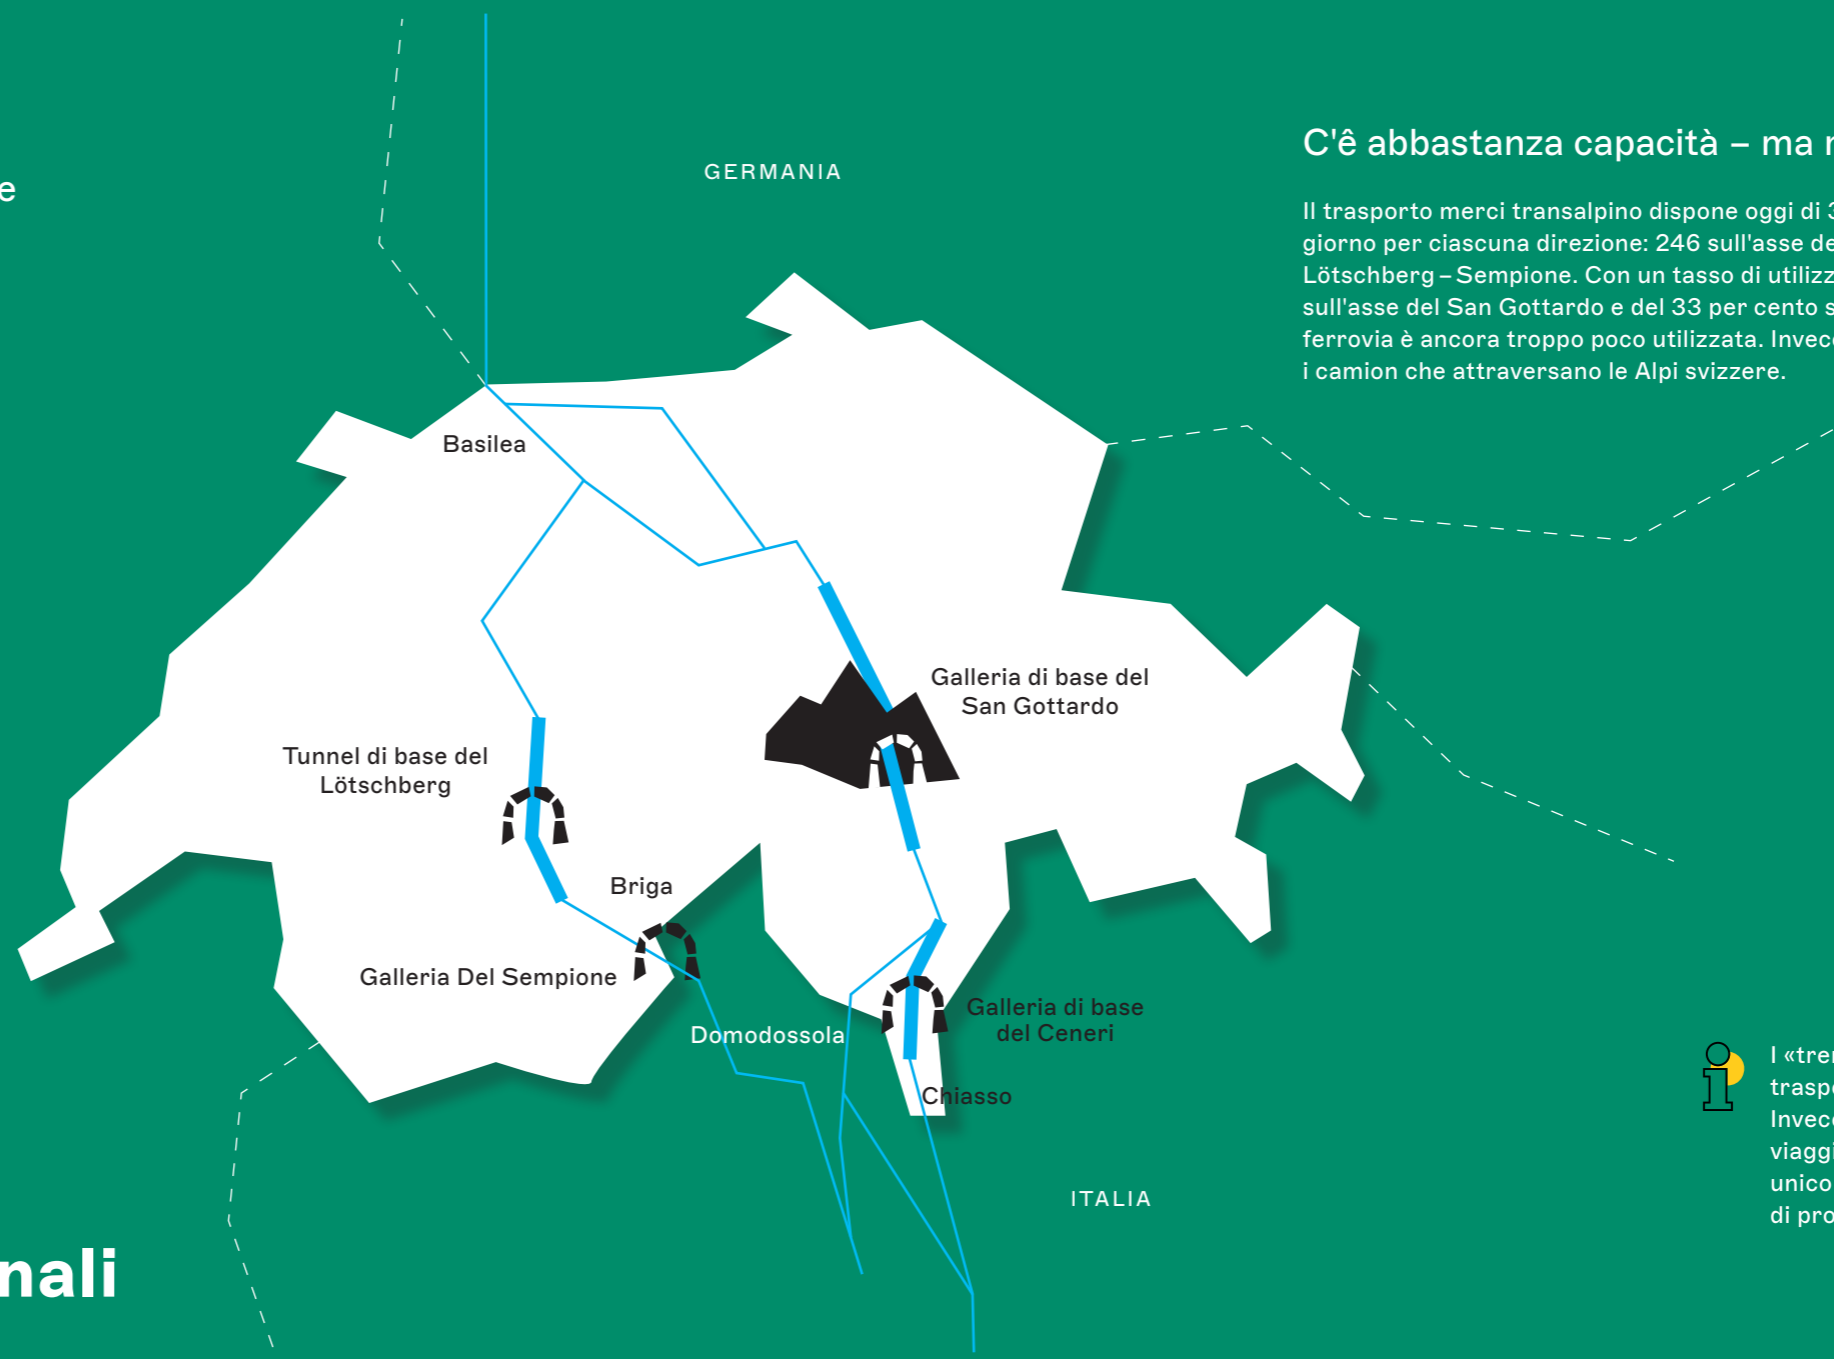 e
GERMANIA
C'ê abbastanza capacità – ma
Il trasporto merci transalpino dispone oggi di
giorno per ciascuna direzione: 246 sull'asse de
Lötschberg – Sempione. Con un tasso di utilizz
sull'asse del San Gottardo e del 33 per cento s
ferrovia è ancora troppo poco utilizzata. Invec
i camion che attraversano le Alpi svizzere.
Basilea
Galleria di base del
San Gottardo
Tunnel di base del
Lötschberg
Briga
Galleria Del Sempione
Domodossola
Galleria di base
del Ceneri
Chiasso
ITALIA
I «tre
trasp
Invec
viaggi
unico
di pro
nali